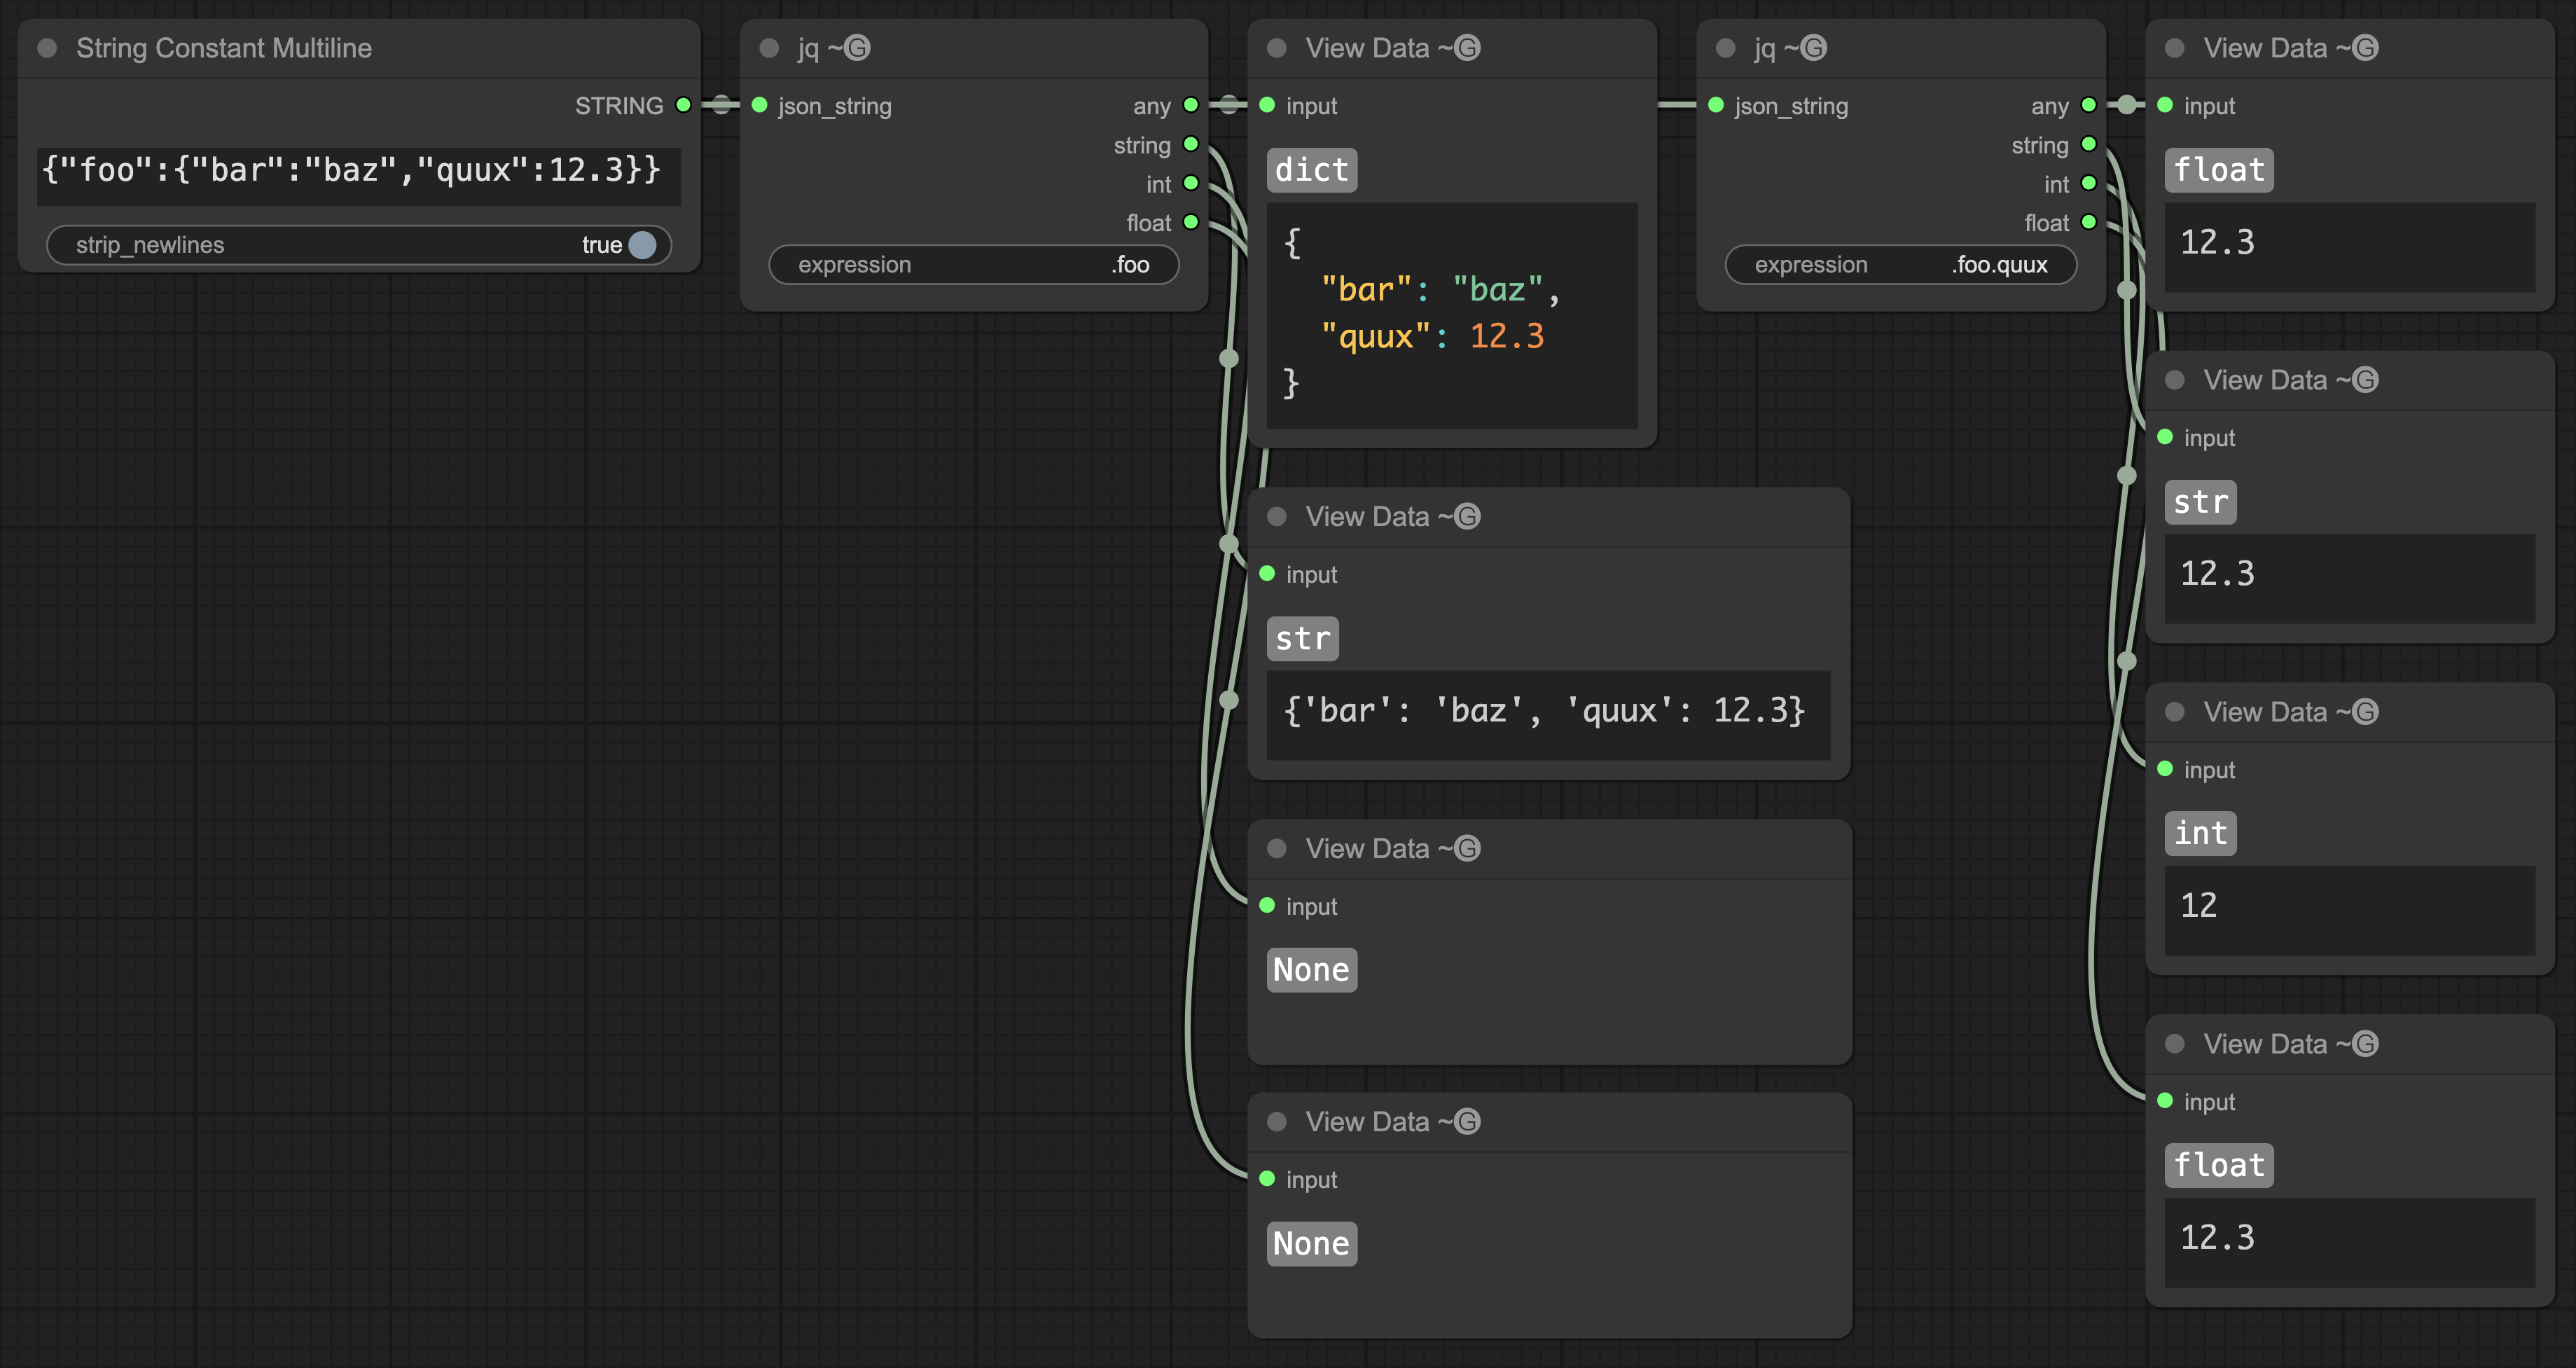 String Constant Multiline
STRING
{"foo":{"bar":"baz","quux":12.3}}
strip_newlines true
jq ~🅖
json_string any
string
int
float
expression .foo
View Data ~🅖
input
dict
{
"bar": "baz",
"quux": 12.3
}
View Data ~🅖
input
str
{'bar': 'baz', 'quux': 12.3}
View Data ~🅖
input
None
View Data ~🅖
input
None
jq ~🅖
json_string any
string
int
float
expression .foo.quux
View Data ~🅖
input
float
12.3
View Data ~🅖
input
str
12.3
View Data ~🅖
input
int
12
View Data ~🅖
input
float
12.3